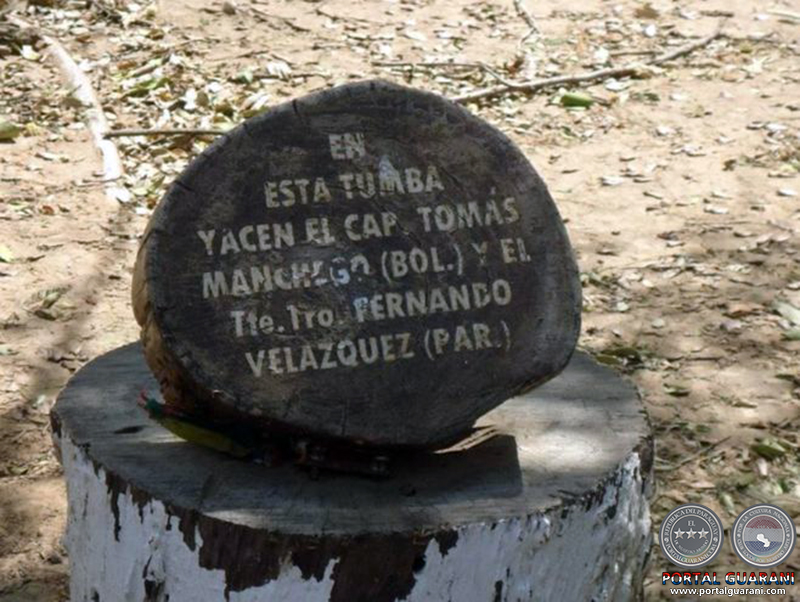 EN
ESTA TUMBA
YACEN EL CAP. TOMÁS
MANCHEGO (BOL.) Y EL
Tte.1ro. FERNANDO
VELÁZQUEZ (PAR.)
PORTAL GUARANI
www.portalguarani.com